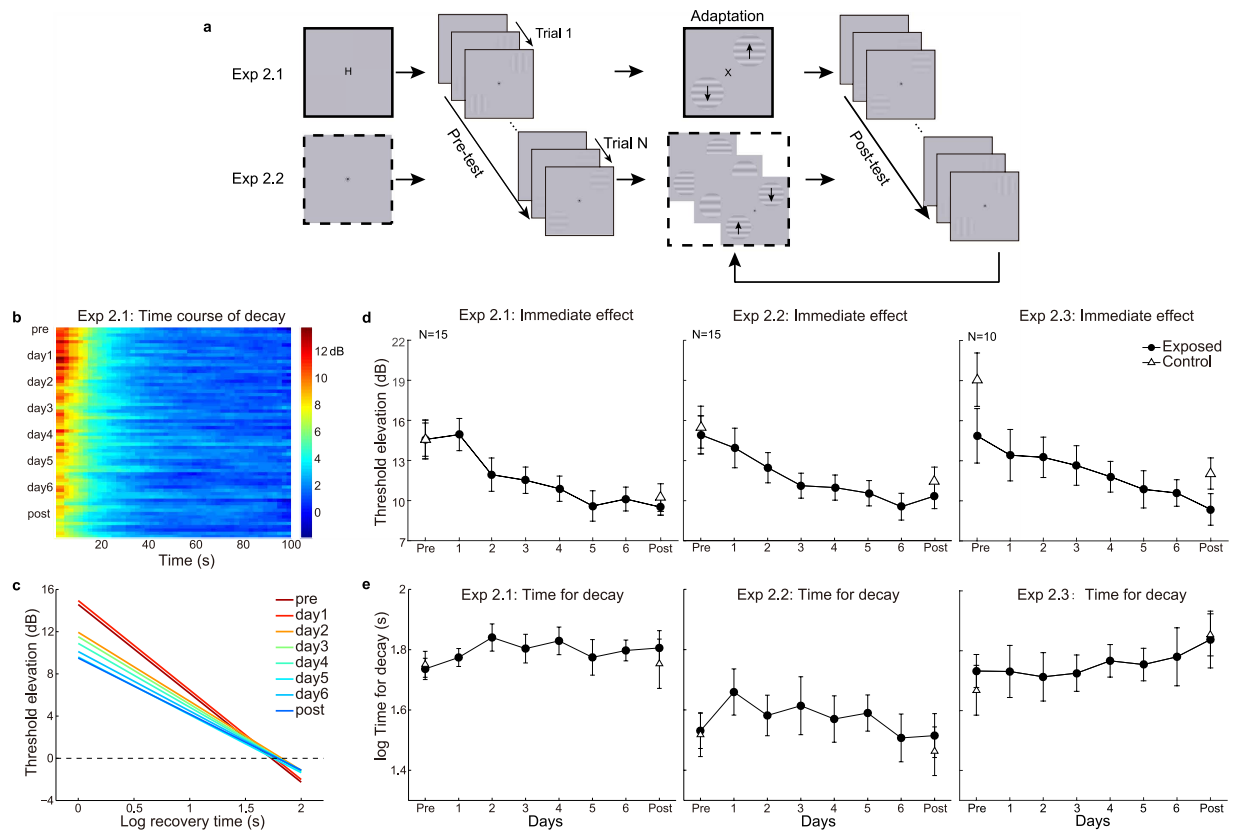 a
Adaptation
Trial 1
Exp 2.1
H
X
Pre-test
Post-test
Trial N
Exp 2.2
b
Exp 2.1: Time course of decay
pre
day1
day2
day3
day4
day5
day6
post
20
40
60
80
100
Time (s)
12 dB
10
8
6
4
2
0
c
16
12
8
4
0
−4
Threshold elevation (dB)
0
0.5
1
1.5
2
Log recovery time (s)
pre
day1
day2
day3
day4
day5
day6
post
d
Exp 2.1: Immediate effect
N=15
22
19
16
13
10
7
Threshold elevation (dB)
Pre 1 2 3 4 5 6 Post
Exp 2.2: Immediate effect
N=15
Pre 1 2 3 4 5 6 Post
Exp 2.3: Immediate effect
N=10
Exposed
Control
Pre 1 2 3 4 5 6 Post
e
Exp 2.1: Time for decay
2
1.8
1.6
1.4
log Time for decay (s)
Pre 1 2 3 4 5 6 Post
Exp 2.2: Time for decay
Pre 1 2 3 4 5 6 Post
Days
Exp 2.3: Time for decay
Pre 1 2 3 4 5 6 Post
Days